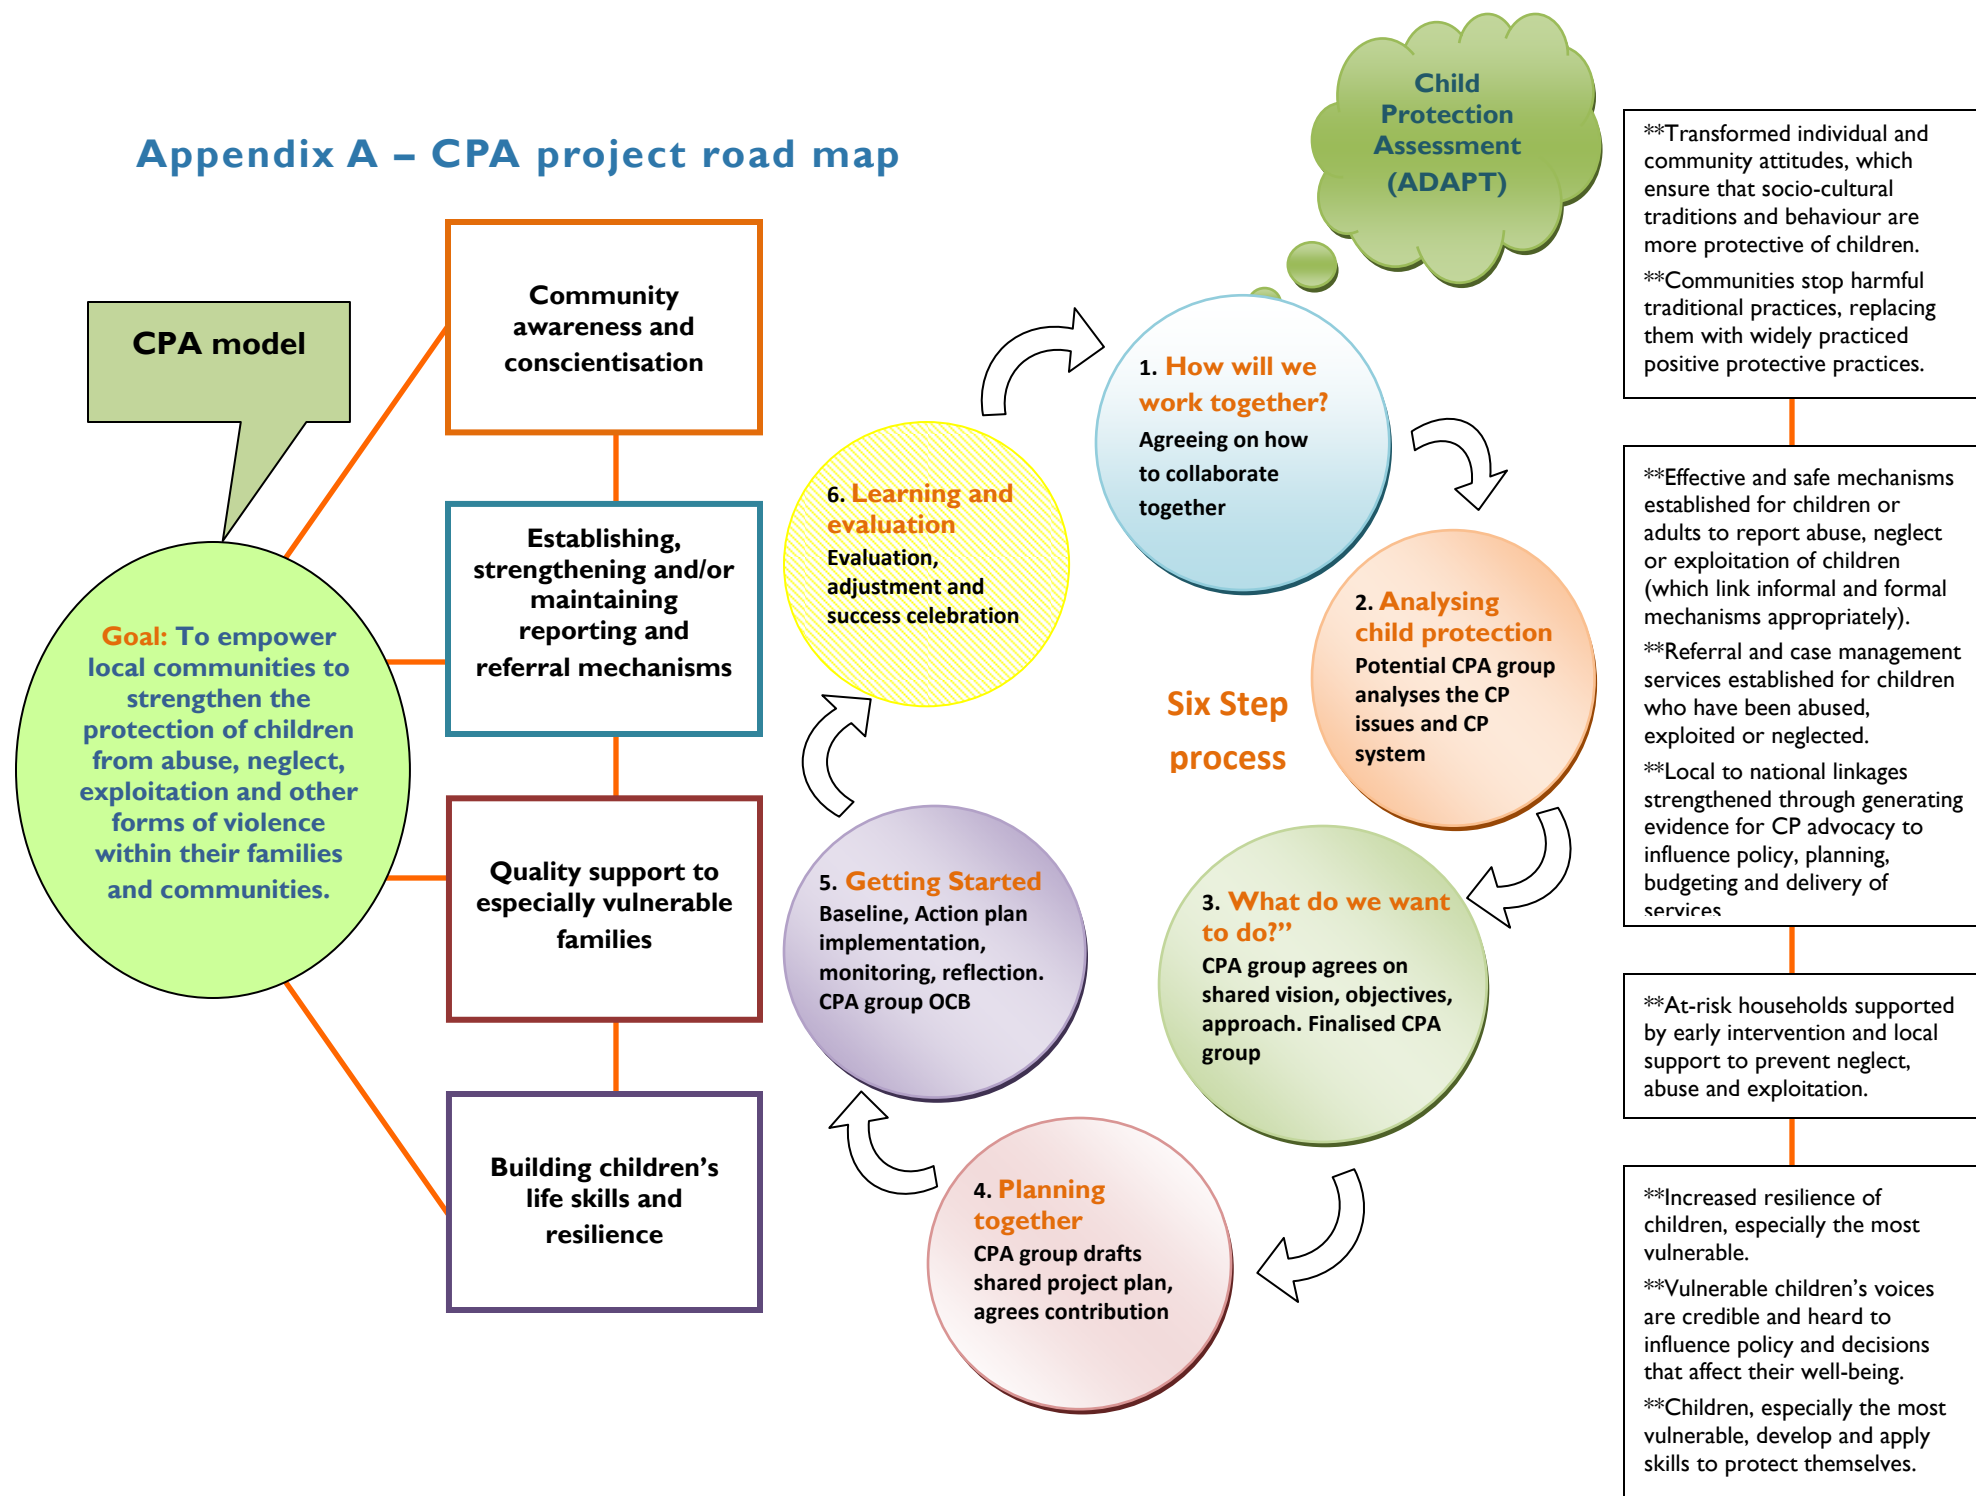 Appendix A – CPA project road map
CPA model
Goal: To empower
local communities to
strengthen the
protection of children
from abuse, neglect,
exploitation and other
forms of violence
within their families
and communities.
Community
awareness and
conscientisation
Establishing,
strengthening and/or
maintaining
reporting and
referral mechanisms
Quality support to
especially vulnerable
families
Building children’s
life skills and
resilience
Child
Protection
Assessment
(ADAPT)
1. How will we
work together?
Agreeing on how
to collaborate
together
2. Analysing
child protection
Potential CPA group
analyses the CP
issues and CP
system
3. What do we want
to do?”
CPA group agrees on
shared vision, objectives,
approach. Finalised CPA
group
4. Planning
together
CPA group drafts
shared project plan,
agrees contribution
5. Getting Started
Baseline, Action plan
implementation,
monitoring, reflection.
CPA group OCB
6. Learning and
evaluation
Evaluation,
adjustment and
success celebration
Six Step
process
**Transformed individual and
community attitudes, which
ensure that socio-cultural
traditions and behaviour are
more protective of children.
**Communities stop harmful
traditional practices, replacing
them with widely practiced
positive protective practices.
**Effective and safe mechanisms
established for children or
adults to report abuse, neglect
or exploitation of children
(which link informal and formal
mechanisms appropriately).
**Referral and case management
services established for children
who have been abused,
exploited or neglected.
**Local to national linkages
strengthened through generating
evidence for CP advocacy to
influence policy, planning,
budgeting and delivery of
services
**At-risk households supported
by early intervention and local
support to prevent neglect,
abuse and exploitation.
**Increased resilience of
children, especially the most
vulnerable.
**Vulnerable children’s voices
are credible and heard to
influence policy and decisions
that affect their well-being.
**Children, especially the most
vulnerable, develop and apply
skills to protect themselves.